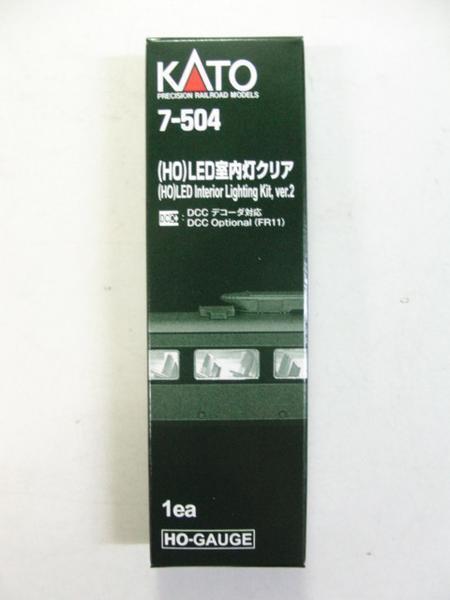 KATO
PRECISION RAILROAD MODELS
7-504
(HO)LED室内灯クリア
(HO)LED Interior Lighting Kit, ver.2
DCC : DCC デコーダ対応
DCC Optional (FR11)
1ea
HO-GAUGE